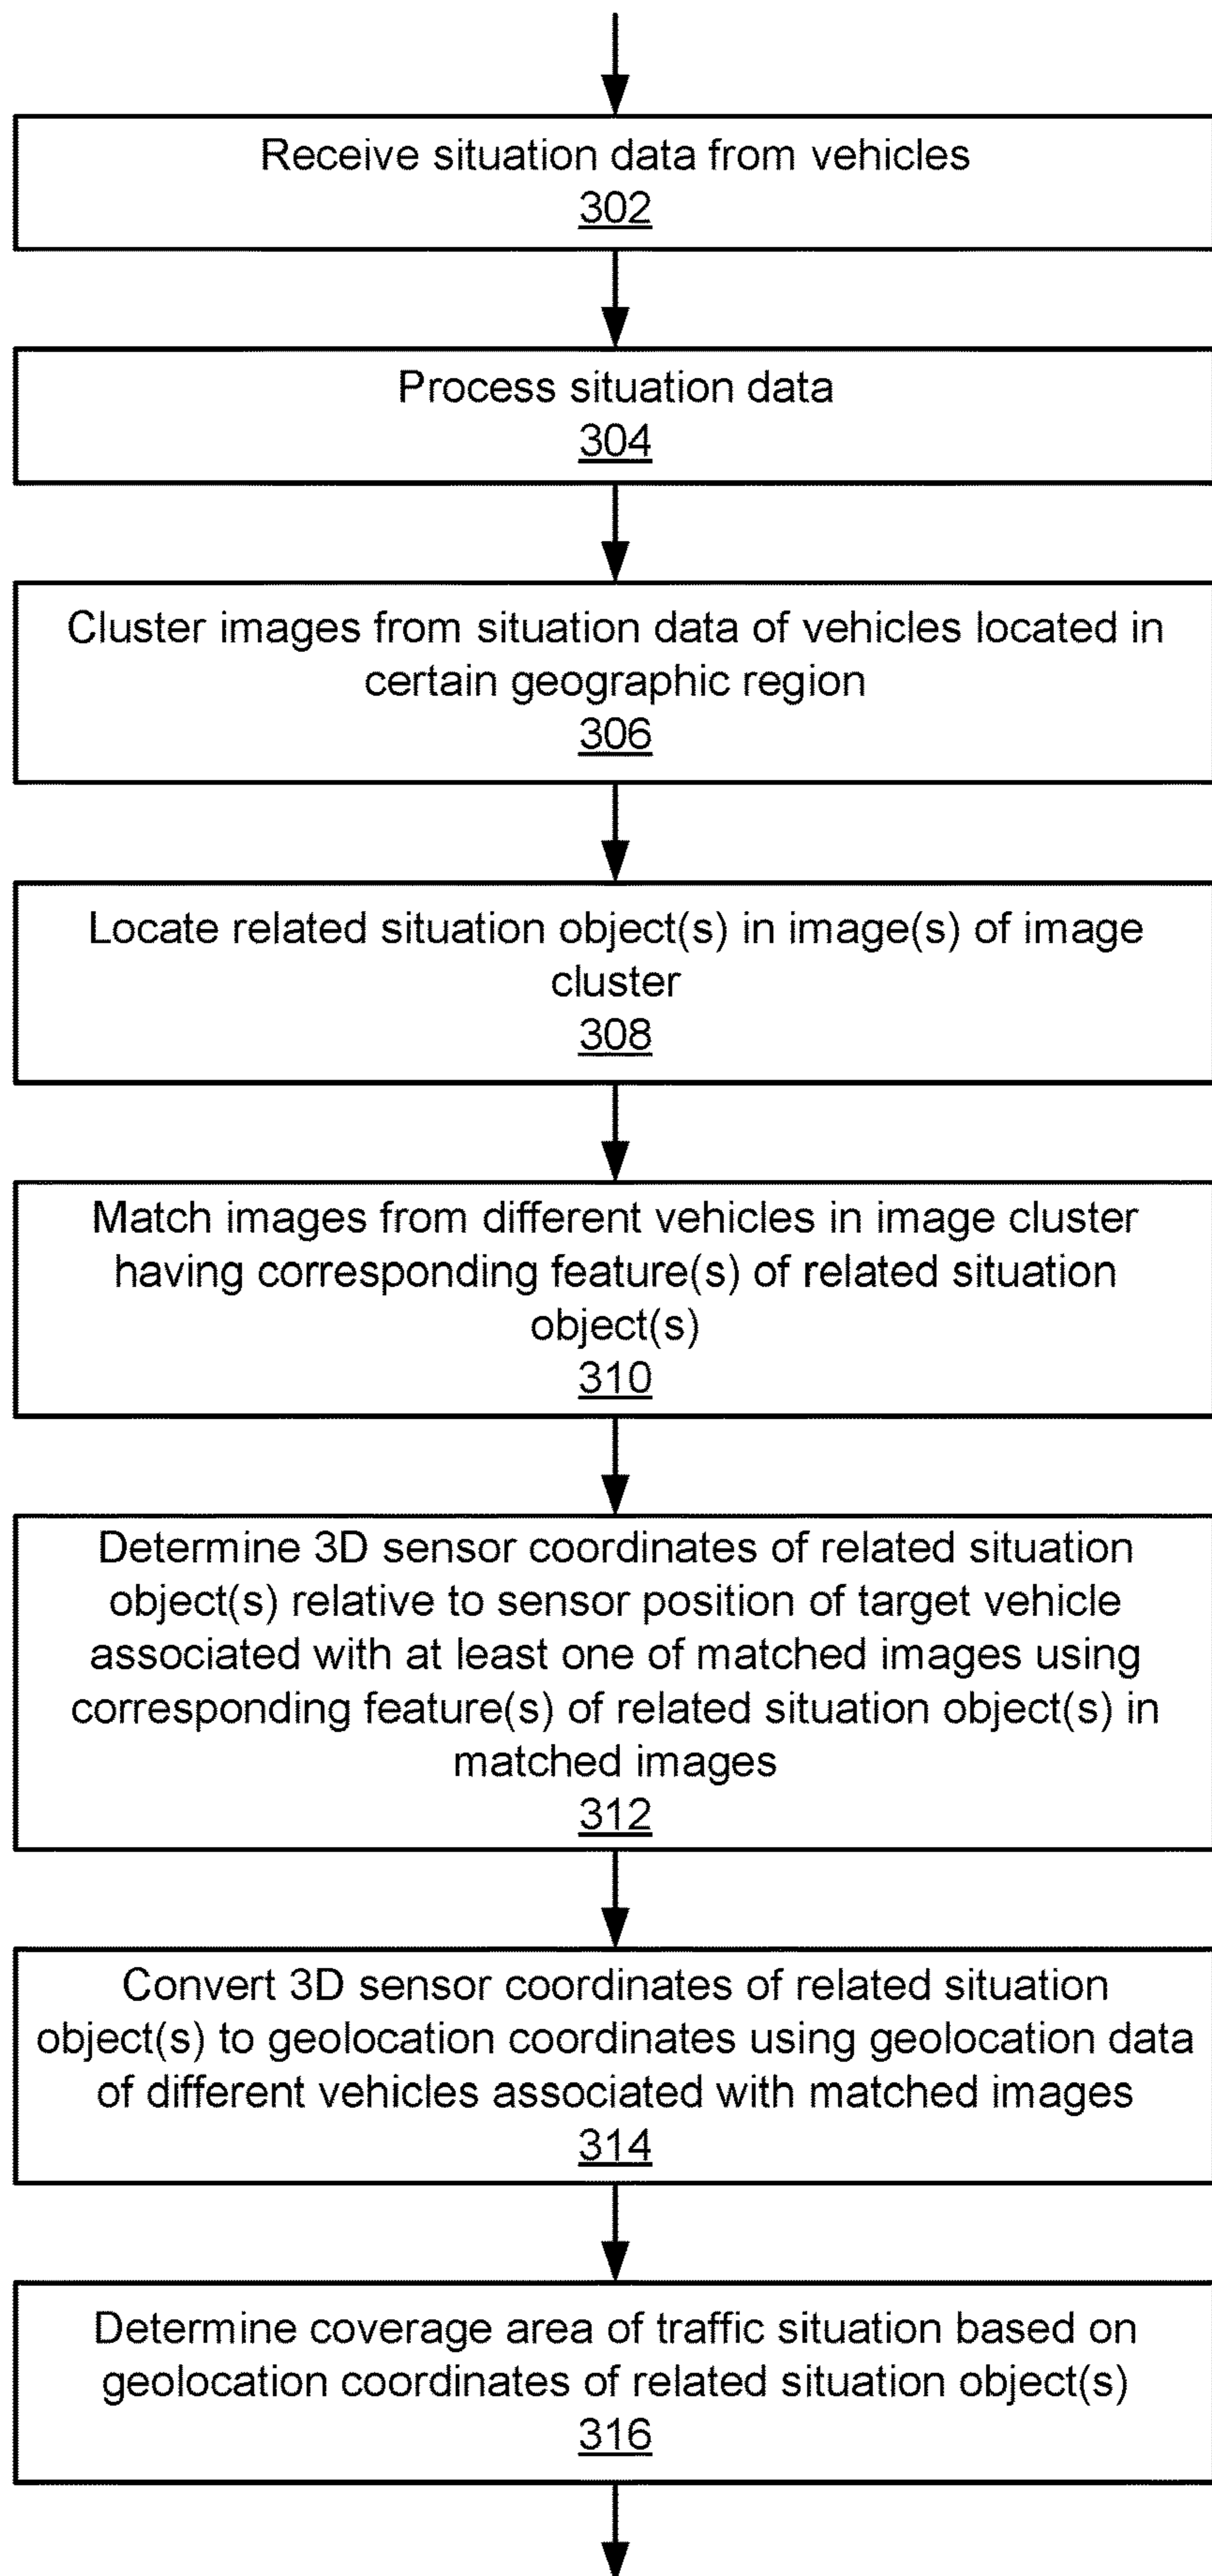 Receive situation data from vehicles
302
Process situation data
304
Cluster images from situation data of vehicles located in
certain geographic region
306
Locate related situation object(s) in image(s) of image
cluster
308
Match images from different vehicles in image cluster
having corresponding feature(s) of related situation
object(s)
310
Determine 3D sensor coordinates of related situation
object(s) relative to sensor position of target vehicle
associated with at least one of matched images using
corresponding feature(s) of related situation object(s) in
matched images
312
Convert 3D sensor coordinates of related situation
object(s) to geolocation coordinates using geolocation data
of different vehicles associated with matched images
314
Determine coverage area of traffic situation based on
geolocation coordinates of related situation object(s)
316